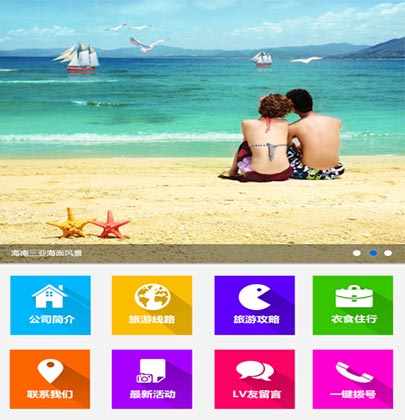 海南三亚海面风景
公司简介
旅游线路
旅游攻略
衣食住行
联系我们
最新活动
LV友留言
一键拨号